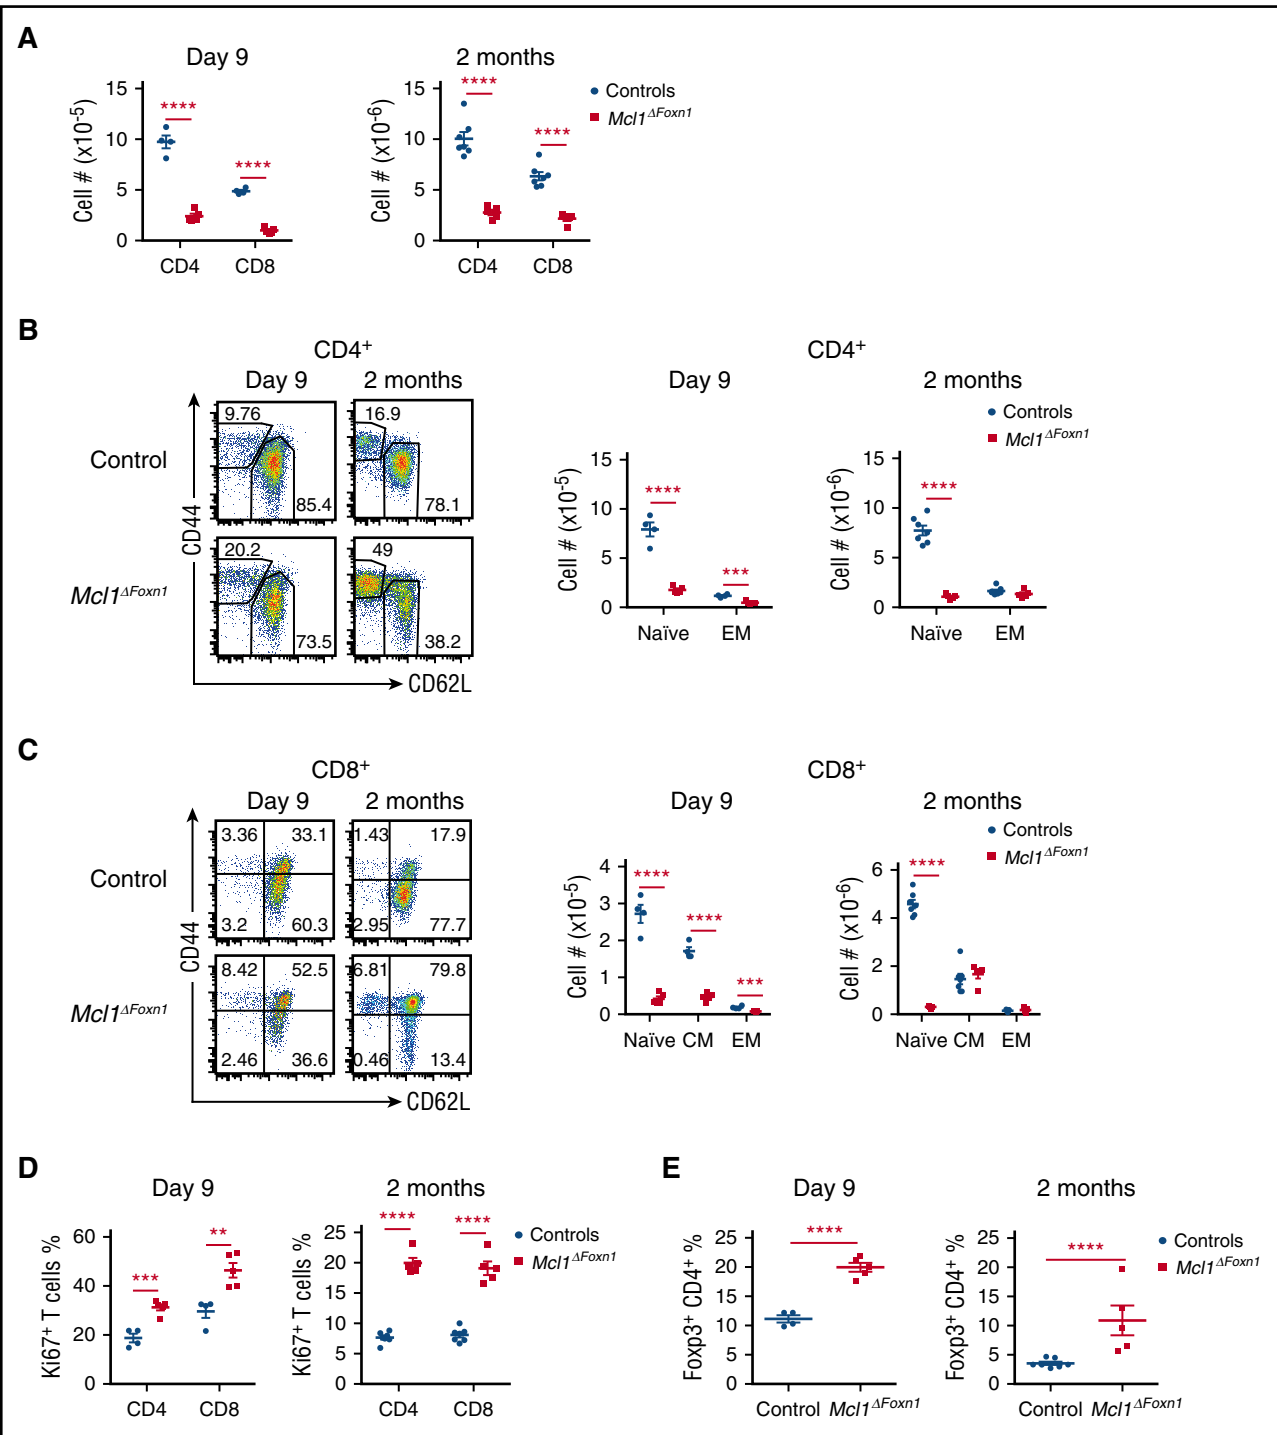 A
Day 9
2 months
Controls
Mcl1ΔFoxn1
Cell # (x10-5)
15
10
5
0
****
****
CD4
CD8
Cell # (x10-6)
15
10
5
0
****
****
CD4
CD8
B
CD4+
Day 9
2 months
Control
Mcl1ΔFoxn1
CD44
CD62L
9.76
85.4
16.9
78.1
20.2
73.5
49
38.2
CD4+
Day 9
2 months
Controls
Mcl1ΔFoxn1
Cell # (x10-5)
15
10
5
0
****
***
Naïve
EM
Cell # (x10-6)
15
10
5
0
****
Naïve
EM
C
CD8+
Day 9
2 months
Control
Mcl1ΔFoxn1
CD44
CD62L
3.36
33.1
3.2
60.3
1.43
17.9
2.95
77.7
8.42
52.5
2.46
36.6
6.81
79.8
0.46
13.4
CD8+
Day 9
2 months
Controls
Mcl1ΔFoxn1
Cell # (x10-5)
4
3
2
1
0
****
****
***
Naïve CM EM
Cell # (x10-6)
6
4
2
0
****
Naïve CM EM
D
Day 9
2 months
Controls
Mcl1ΔFoxn1
Ki67+ T cells %
60
40
20
0
***
**
CD4
CD8
Ki67+ T cells %
25
20
15
10
5
0
****
****
CD4
CD8
E
Day 9
2 months
Controls
Mcl1ΔFoxn1
Foxp3+ CD4+ %
25
20
15
10
5
0
****
Control Mcl1ΔFoxn1
Foxp3+ CD4+ %
25
20
15
10
5
0
****
Control Mcl1ΔFoxn1